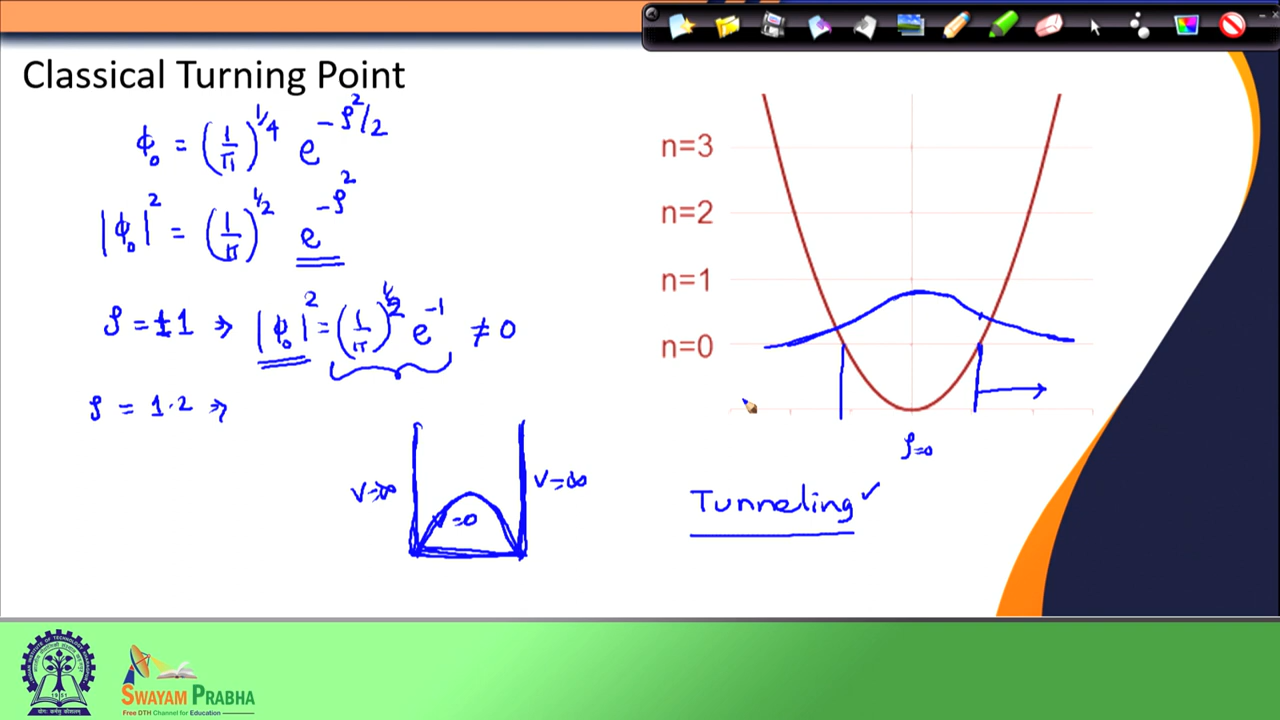 Classical Turning Point
ϕ₀ = (1/π)^1/4 e^-ρ²/2
|ϕ₀|² = (1/π)^1/2 e^-ρ²
ρ = ±1 ⇒ |ϕ₀|² = (1/π)^1/2 e^-1 ≠ 0
ρ = 1.2 ⇒
V=∞
V=0
V=∞
n=3
n=2
n=1
n=0
ρ=0
Tunneling ✓
SWAYAM PRABHA
Free DTH Channel for Education